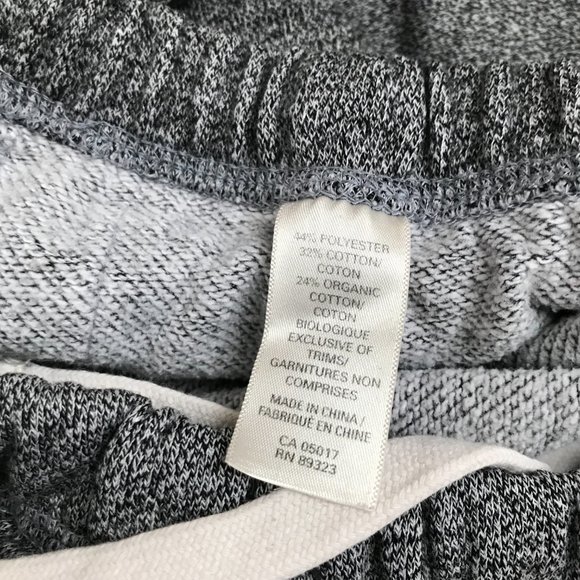 44% POLYESTER
32% COTTON/
COTON
24% ORGANIC
COTTON/
COTON
BIOLOGIQUE
EXCLUSIVE OF
TRIMS/
GARNITURES NON
COMPRISES
MADE IN CHINA/
FABRIQUÉ EN CHINE
CA 05017
RN 89323